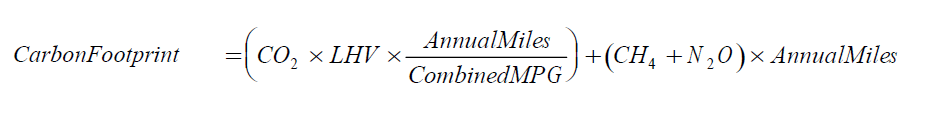 CarbonFootprint = (CO₂ × LHV × AnnualMiles / CombinedMPG) + (CH₄ + N₂O) × AnnualMiles